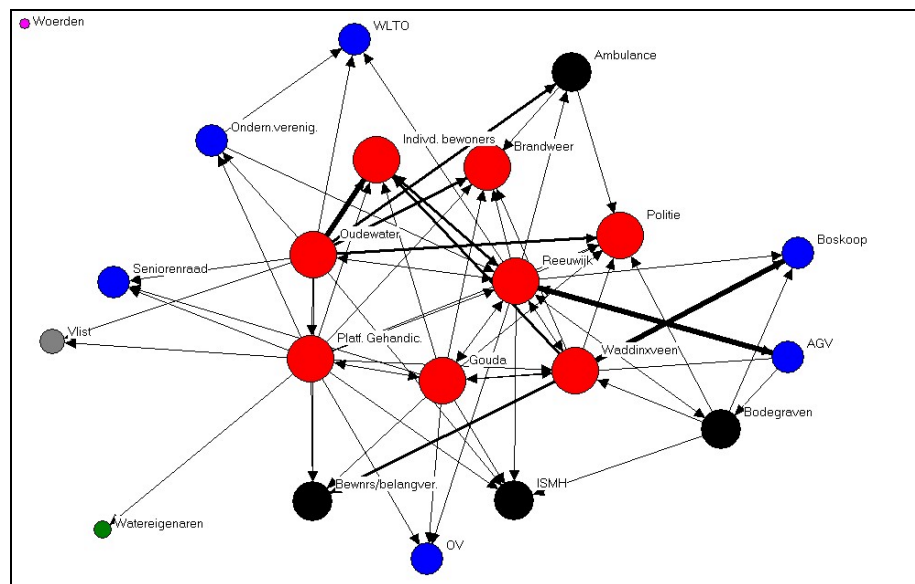 Woerden
WLTO
Ambulance
Ondern.verenig.
Indivd. bewoners
Brandweer
Politie
Oudewater
Boskoop
Reeuwijk
Seniorenraad
Vlist
Platf. Gehandic.
Waddinxveen
AGV
Gouda
Bodegraven
Bewnrs/belangver.
ISMH
Watereigenaren
OV